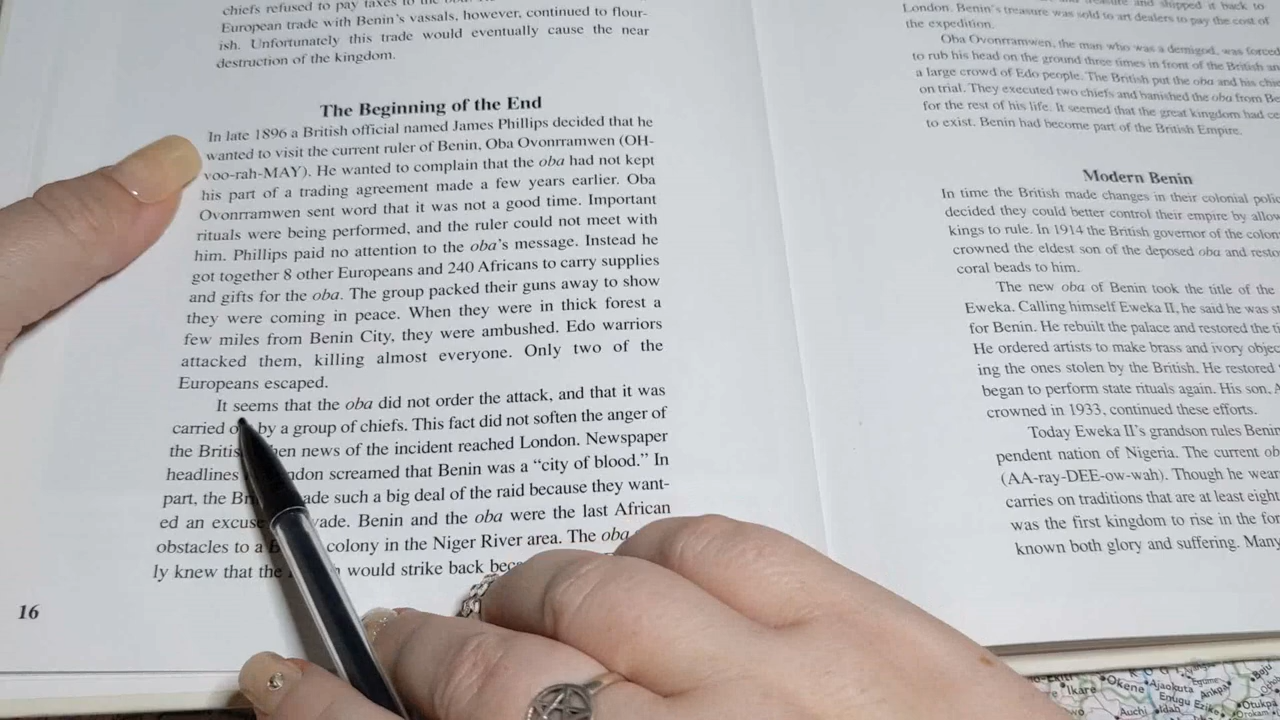 chiefs refused to pay taxes to the
European trade with Benin's vassals, however, continued to flour-
ish. Unfortunately this trade would eventually cause the near
destruction of the kingdom.
The Beginning of the End
In late 1896 a British official named James Phillips decided that he
wanted to visit the current ruler of Benin, Oba Ovonrramwen (OH-
voo-rah-MAY). He wanted to complain that the oba had not kept
his part of a trading agreement made a few years earlier. Oba
Ovonrramwen sent word that it was not a good time. Important
rituals were being performed, and the ruler could not meet with
him. Phillips paid no attention to the oba's message. Instead he
got together 8 other Europeans and 240 Africans to carry supplies
and gifts for the oba. The group packed their guns away to show
they were coming in peace. When they were in thick forest a
few miles from Benin City, they were ambushed. Edo warriors
attacked them, killing almost everyone. Only two of the
Europeans escaped.
It seems that the oba did not order the attack, and that it was
carried by a group of chiefs. This fact did not soften the anger of
the news of the incident reached London. Newspaper
headlines screamed that Benin was a "city of blood." In
part, the such a big deal of the raid because they want-
ed an excuse Benin and the oba were the last African
obstacles to a colony in the Niger River area. The oba
ly knew that the would strike back
16
and shipped it back to
London. Benin's treasure was sold to art dealers to pay the cost of
the expedition.
Oba Ovonrramwen, the man who was a demigod, was forced
to rub his head on the ground three times in front of the British
a large crowd of Edo people. The British put the oba and his
on trial. They executed two chiefs and banished the oba from
for the rest of his life. It seemed that the great kingdom had
to exist. Benin had become part of the British Empire.
Modern Benin
In time the British made changes in their colonial
decided they could better control their empire by
kings to rule. In 1914 the British governor of the
crowned the eldest son of the deposed oba and
coral beads to him.
The new oba of Benin took the title of the
Eweka. Calling himself Eweka II, he said he was
for Benin. He rebuilt the palace and restored the
He ordered artists to make brass and ivory
ing the ones stolen by the British. He restored
began to perform state rituals again. His son,
crowned in 1933, continued these efforts.
Today Eweka II's grandson rules
pendent nation of Nigeria. The current
(AA-ray-DEE-ow-wah). Though he
carries on traditions that are at least
was the first kingdom to rise in the
known both glory and suffering. Many
Ikare Okene Ajaokuta
Enugu Ezike
Auchi Idah